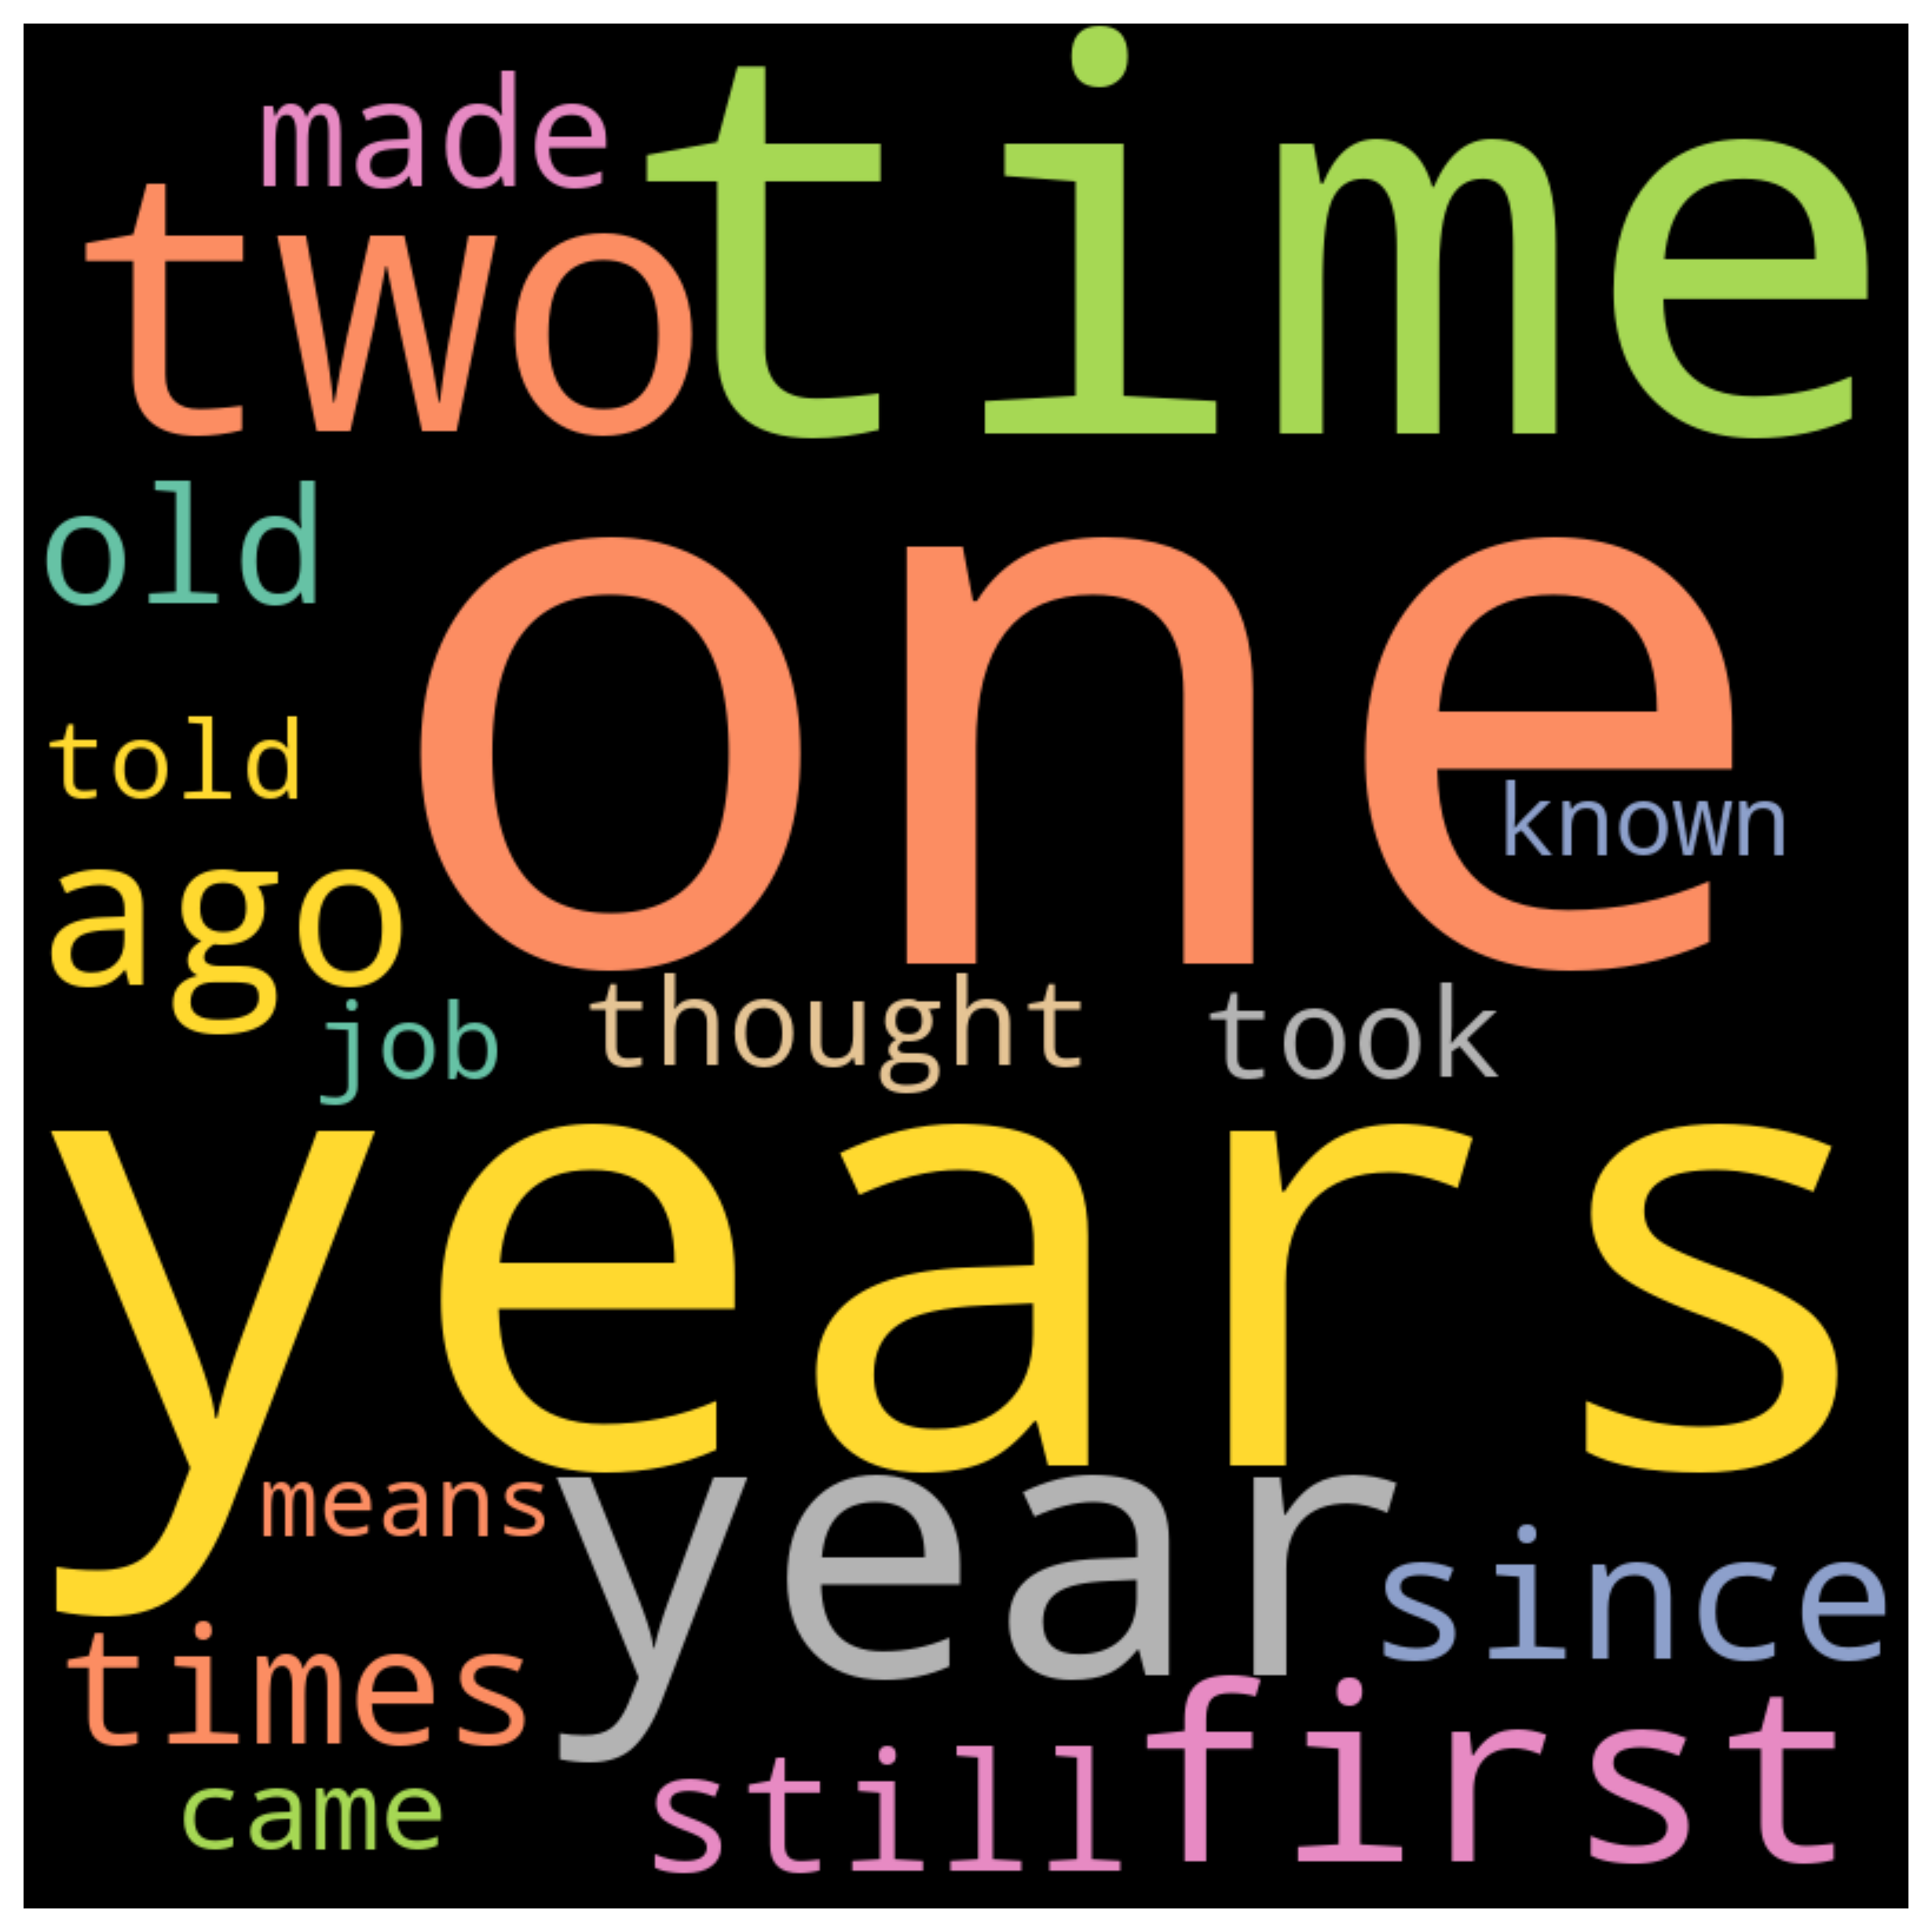 made
time
two
old
one
told
known
ago
job
thought
took
years
means
year
since
times
first
still
came